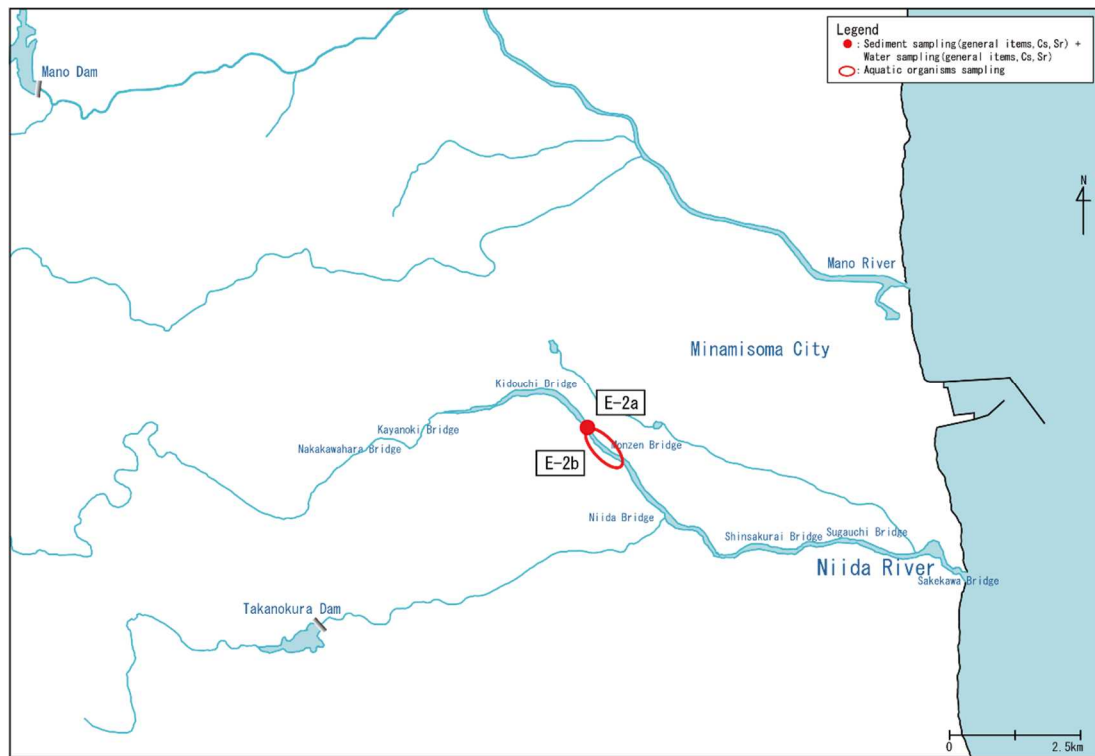 Legend
: Sediment sampling(general items,Cs,Sr) +
Water sampling(general items,Cs,Sr)
: Aquatic organisms sampling
Mano Dam
N
Mano River
Minamisoma City
Kidouchi Bridge
E-2a
Kayanoki Bridge
Nakakawahara Bridge
Monzen Bridge
E-2b
Niida Bridge
Shinsakurai Bridge
Sugauchi Bridge
Niida River
Sakekawa Bridge
Takanokura Dam
0
2.5km